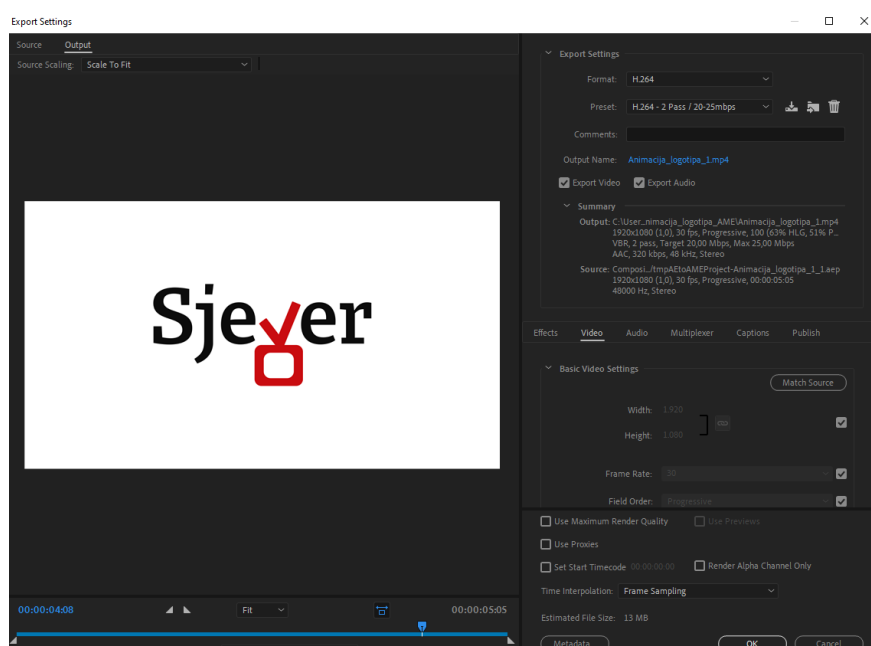 Export Settings
Source Output
Source Scaling: Scale To Fit
Sjever
00:00:04:08 Fit 00:00:05:05
Export Settings
Format: H.264
Preset: H.264 - 2 Pass / 20-25mbps
Comments:
Output Name: Animacija_logotipa_1.mp4
Export Video Export Audio
Summary
Output: C:\User...nimacija_logotipa_AME\Animacija_logotipa_1.mp4
1920x1080 (1,0), 30 fps, Progressive, 100 (63% HLG, 51% P...
VBR, 2 pass, Target 20,00 Mbps, Max 25,00 Mbps
AAC, 320 kbps, 48 kHz, Stereo
Source: Composi.../tmpAEtoAMEProject-Animacija_logotipa_1_1.aep
1920x1080 (1,0), 30 fps, Progressive, 00:00:05:05
48000 Hz, Stereo
Effects Video Audio Multiplexer Captions Publish
Basic Video Settings
Match Source
Width: 1.920
Height: 1.080
Frame Rate: 30
Field Order: Progressive
Use Maximum Render Quality Use Previews
Use Proxies
Set Start Timecode 00:00:00:00 Render Alpha Channel Only
Time Interpolation: Frame Sampling
Estimated File Size: 13 MB
Metadata OK Cancel